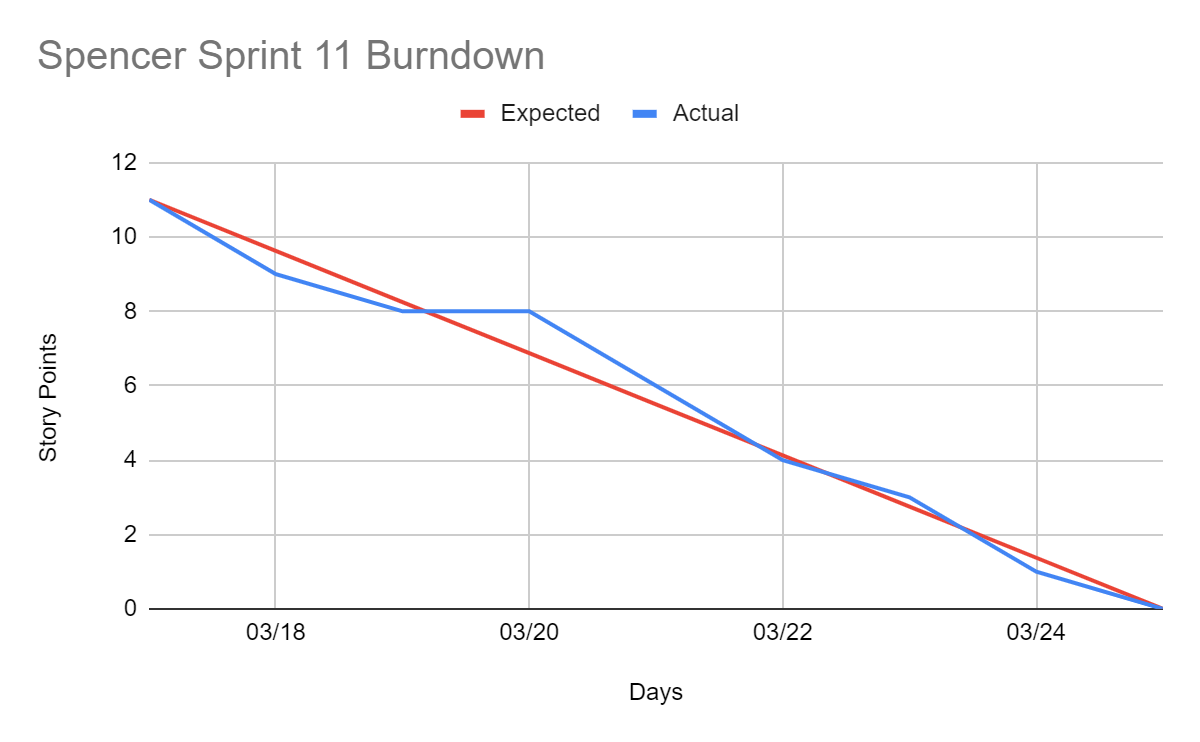 Spencer Sprint 11 Burndown
Expected Actual
12
10
8
6
4
2
0
Story Points
03/18 03/20 03/22 03/24
Days